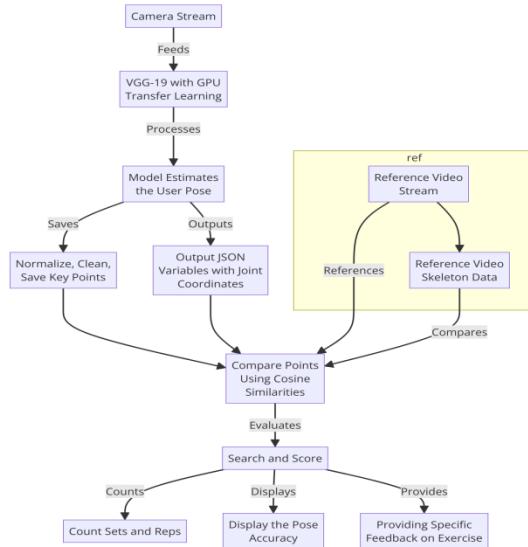 Camera Stream
Feeds
VGG-19 with GPU
Transfer Learning
Processes
ref
Model Estimates
the User Pose
Reference Video
Stream
Saves
Outputs
Normalize, Clean,
Save Key Points
Output JSON
Variables with Joint
Coordinates
References
Reference Video
Skeleton Data
Compares
Compare Points
Using Cosine
Similarities
Evaluates
Search and Score
Counts
Displays
Provides
Count Sets and Reps
Display the Pose
Accuracy
Providing Specific
Feedback on Exercise